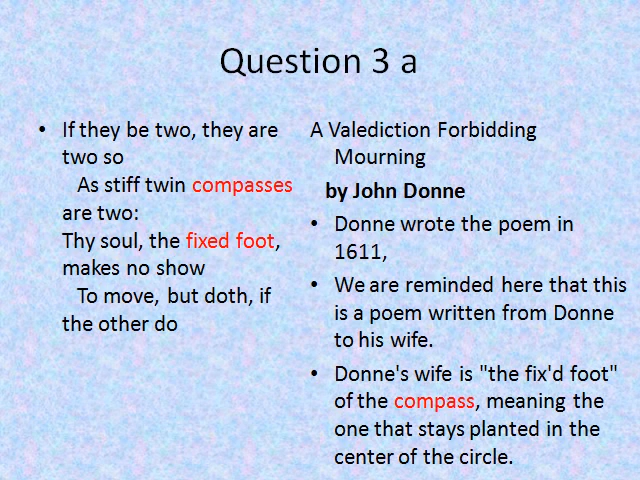 Question 3 a
• If they be two, they are
two so
As stiff twin compasses
are two:
Thy soul, the fixed foot,
makes no show
To move, but doth, if
the other do
A Valediction Forbidding
Mourning
by John Donne
• Donne wrote the poem in
1611,
• We are reminded here that this
is a poem written from Donne
to his wife.
• Donne's wife is "the fix'd foot"
of the compass, meaning the
one that stays planted in the
center of the circle.